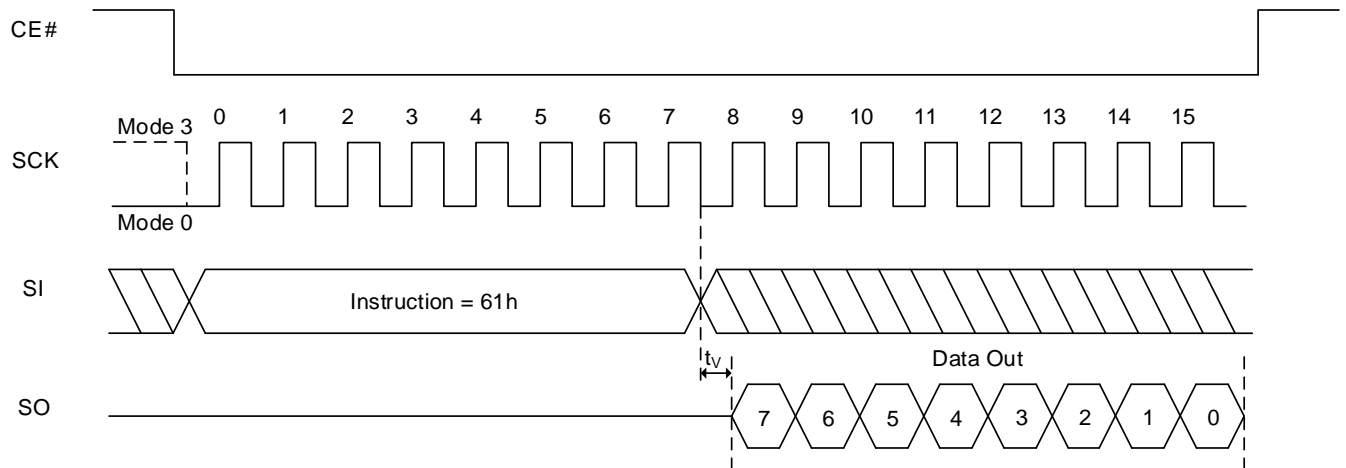 CE#
0 1 2 3 4 5 6 7 8 9 10 11 12 13 14 15
Mode 3
SCK
Mode 0
SI
Instruction = 61h
tV
Data Out
SO
7 6 5 4 3 2 1 0